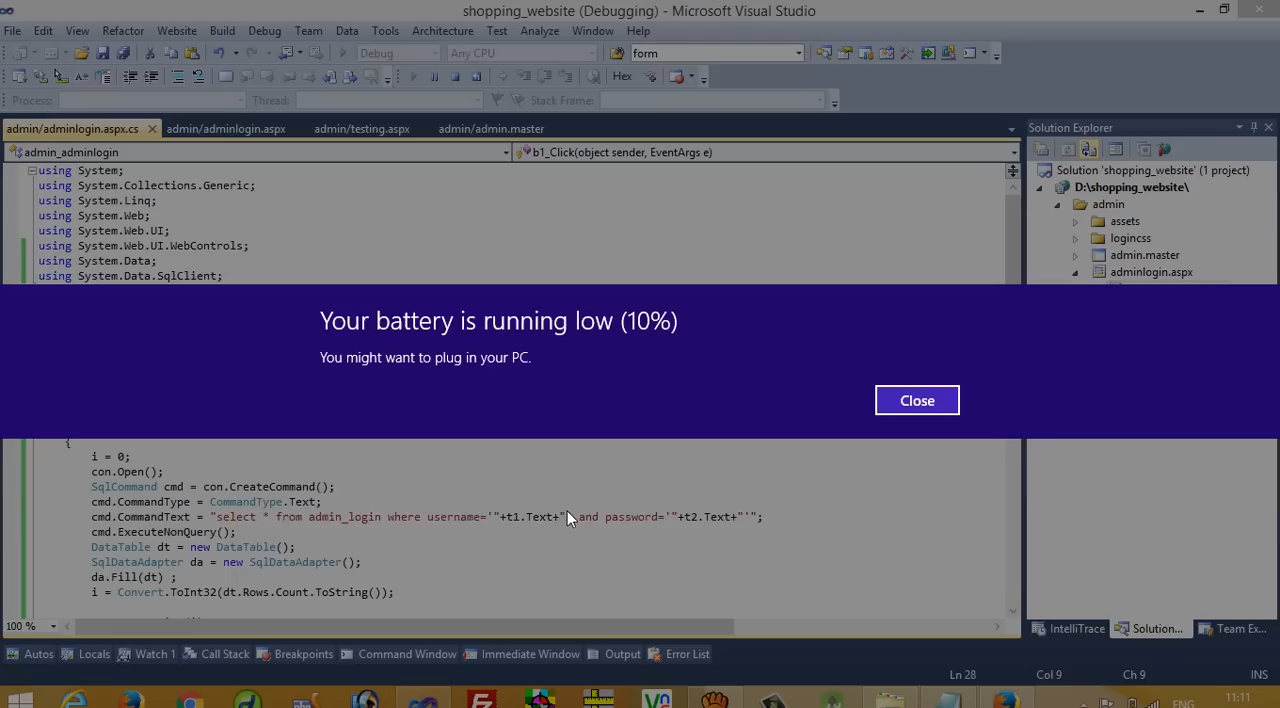 shopping_website (Debugging) - Microsoft Visual Studio
File Edit View Refactor Website Build Debug Team Data Tools Architecture Test Analyze Window Help
Debug Any CPU form
Hex
Process: Thread: Stack Frame:
admin/adminlogin.aspx.cs admin/adminlogin.aspx admin/testing.aspx admin/admin.master
Solution Explorer
admin_adminlogin b1_Click(object sender, EventArgs e)
using System;
using System.Collections.Generic;
using System.Linq;
using System.Web;
using System.Web.UI;
using System.Web.UI.WebControls;
using System.Data;
using System.Data.SqlClient;
Solution 'shopping_website' (1 project)
D:\shopping_website\
admin
assets
logincss
admin.master
adminlogin.aspx
Your battery is running low (10%)
You might want to plug in your PC.
Close
{
i = 0;
con.Open();
SqlCommand cmd = con.CreateCommand();
cmd.CommandType = CommandType.Text;
cmd.CommandText = "select * from admin_login where username='"+t1.Text+" and password='"+t2.Text+"'";
cmd.ExecuteNonQuery();
DataTable dt = new DataTable();
SqlDataAdapter da = new SqlDataAdapter();
da.Fill(dt) ;
i = Convert.ToInt32(dt.Rows.Count.ToString());
100 %
IntelliTrace Solution... Team Ex...
Autos Locals Watch 1 Call Stack Breakpoints Command Window Immediate Window Output Error List
Ln 28 Col 9 Ch 9 INS
ENG 11:11